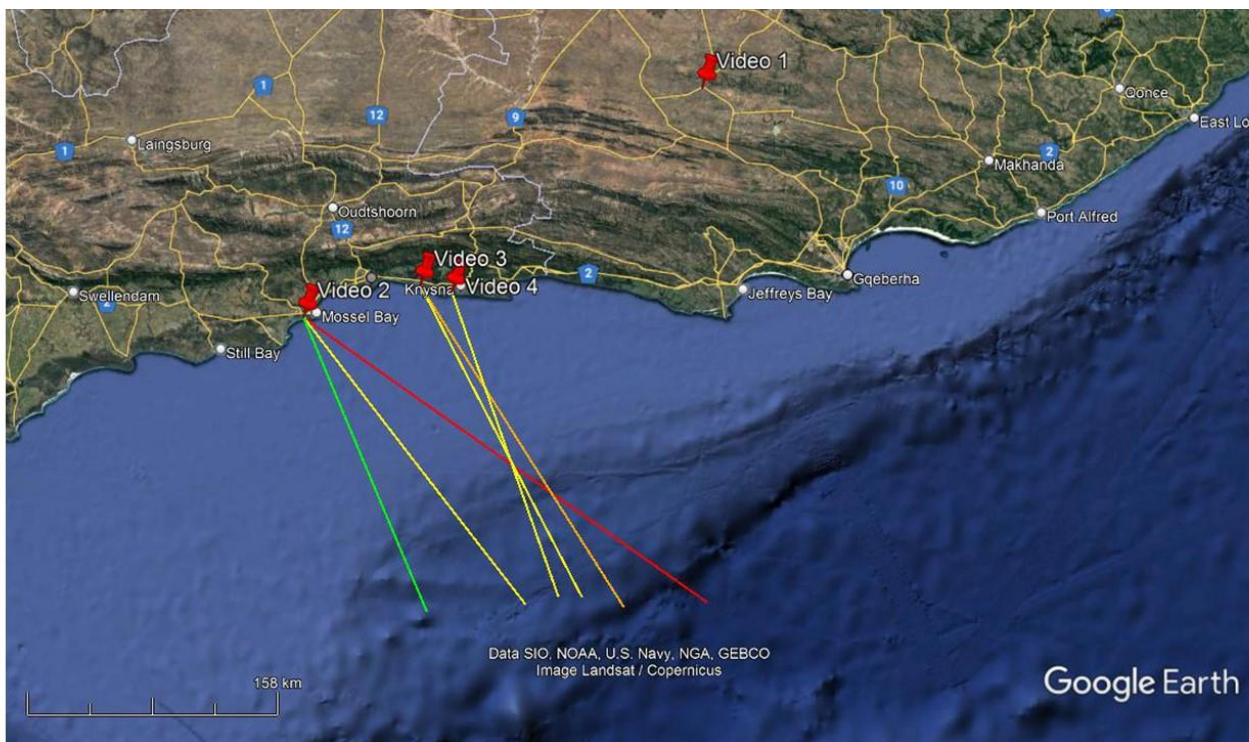 Video 1
1
12
9
Qonce
Laingsburg
1
East Lo
Makhanda
2
10
Oudtshoorn
12
Port Alfred
Video 3
Video 4
Knysna
2
Gqeberha
Jeffreys Bay
Swellendam
2
Video 2
Mossel Bay
Still Bay
Data SIO, NOAA, U.S. Navy, NGA, GEBCO
Image Landsat / Copernicus
158 km
Google Earth